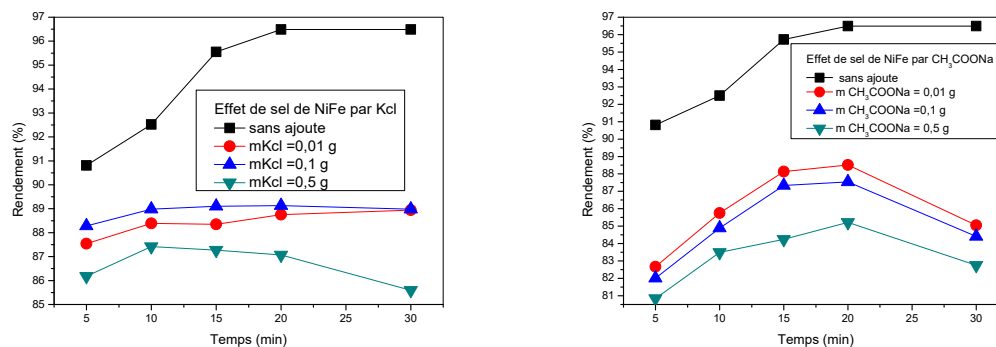 97
96
95
94
93
92
91
90
89
88
87
86
85
Rendement (%)
Effet de sel de NiFe par Kcl
sans ajoute
mKcl =0,01 g
mKcl =0,1 g
mKcl =0,5 g
5 10 15 20 25 30
Temps (min)
97
96
95
94
93
92
91
90
89
88
87
86
85
84
83
82
81
Rendement (%)
Effet de sel de NiFe par CH₃COONa
sans ajoute
m CH₃COONa = 0,01 g
m CH₃COONa =0,1 g
m CH₃COONa = 0,5 g
5 10 15 20 25 30
Temps (min)